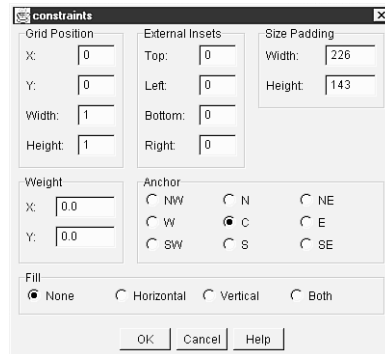 constraints
Grid Position
External Insets
Size Padding
X: 0
Top: 0
Width: 226
Y: 0
Left: 0
Height: 143
Width: 1
Bottom: 0
Height: 1
Right: 0
Weight
Anchor
X: 0.0
NW N NE
W C E
Y: 0.0
SW S SE
Fill
None Horizontal Vertical Both
OK Cancel Help